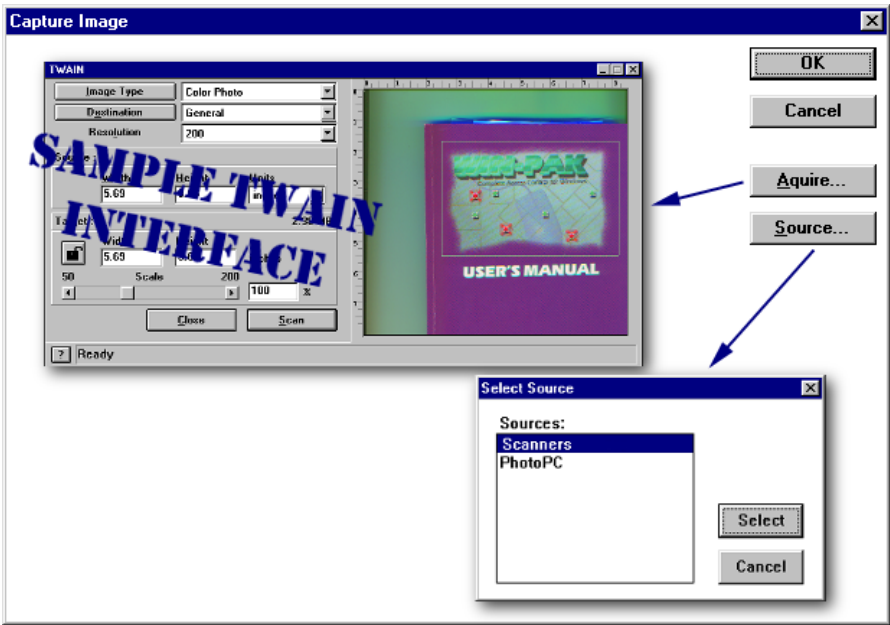 Capture Image
OK
Cancel
Aquire...
Source...
TWAIN
Image Type
Color Photo
Destination
General
Resolution
200
SAMPLE TWAIN
INTERFACE
Width
Height
Units
5.69
Width
5.69
50
Scale
200
100
%
Close
Scan
? Ready
WIN-PAK
USER'S MANUAL
Select Source
Sources:
Scanners
PhotoPC
Select
Cancel